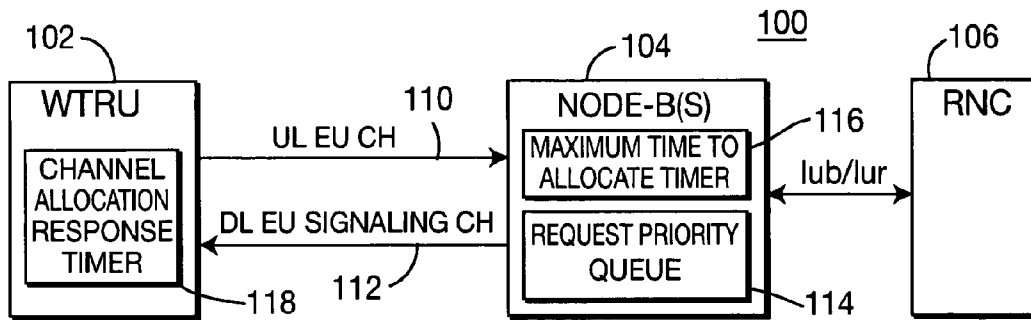 100
102
104
106
WTRU
NODE-B(S)
RNC
UL EU CH
110
116
MAXIMUM TIME TO
ALLOCATE TIMER
Iub/Iur
CHANNEL
ALLOCATION
RESPONSE
TIMER
DL EU SIGNALING CH
REQUEST PRIORITY
QUEUE
118
112
114